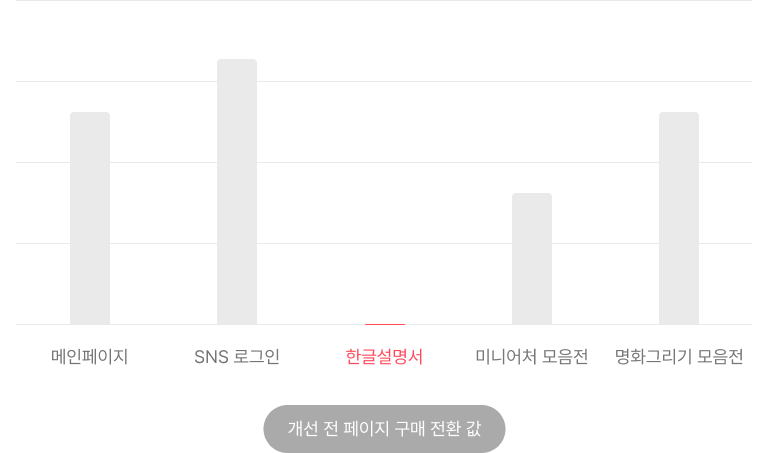 메인페이지
SNS 로그인
한글설명서
미니어처 모음전
명화그리기 모음전
개선 전 페이지 구매 전환 값